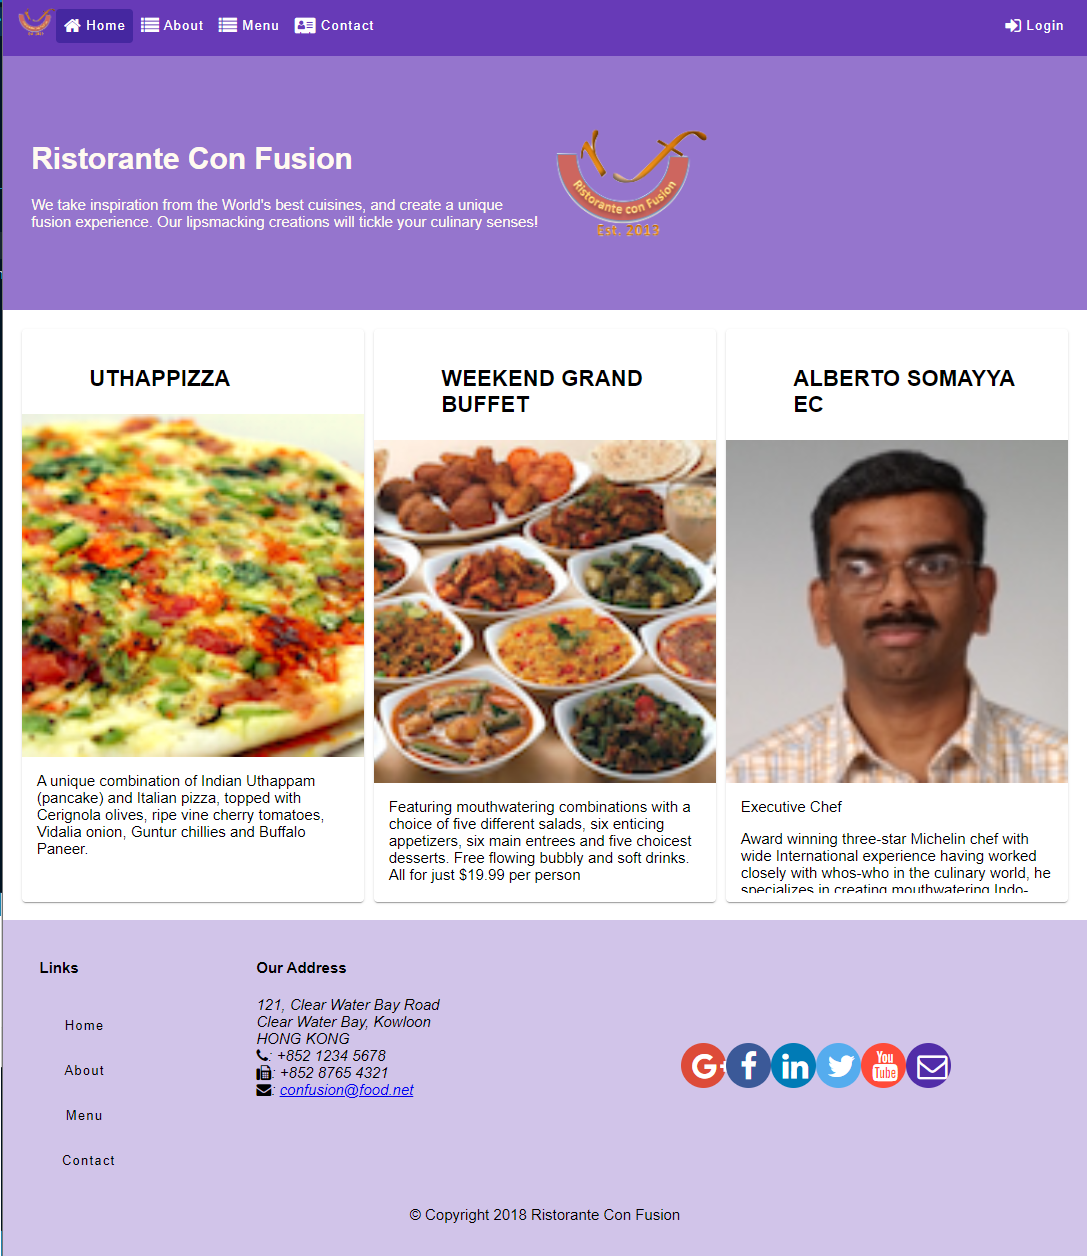 Home About Menu Contact Login
Ristorante Con Fusion
We take inspiration from the World's best cuisines, and create a unique
fusion experience. Our lipsmacking creations will tickle your culinary senses!
Ristorante con Fusion
Est. 2013
UTHAPPIZZA
A unique combination of Indian Uthappam
(pancake) and Italian pizza, topped with
Cerignola olives, ripe vine cherry tomatoes,
Vidalia onion, Guntur chillies and Buffalo
Paneer.
WEEKEND GRAND
BUFFET
Featuring mouthwatering combinations with a
choice of five different salads, six enticing
appetizers, six main entrees and five choicest
desserts. Free flowing bubbly and soft drinks.
All for just $19.99 per person
ALBERTO SOMAYYA
EC
Executive Chef
Award winning three-star Michelin chef with
wide International experience having worked
closely with whos-who in the culinary world, he
specializes in creating mouthwatering Indo-
Links
Home
About
Menu
Contact
Our Address
121, Clear Water Bay Road
Clear Water Bay, Kowloon
HONG KONG
: +852 1234 5678
: +852 8765 4321
: confusion@food.net
G+ f in You Tube
© Copyright 2018 Ristorante Con Fusion